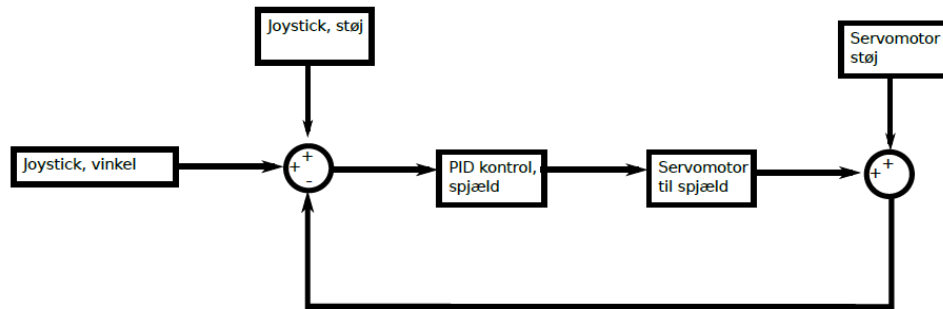 Joystick, støj
Servomotor
støj
Joystick, vinkel
+
+
-
PID kontrol,
spjæld
Servomotor
til spjæld
+
+